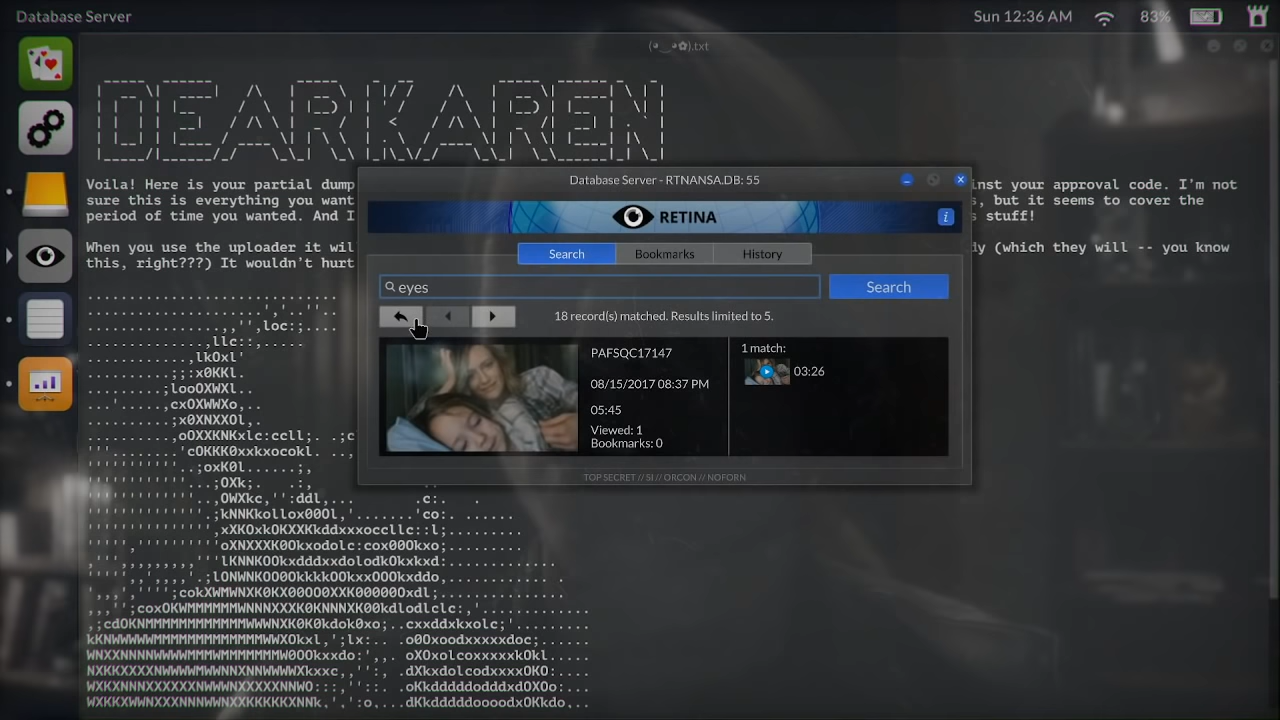 Database Server
Sun 12:36 AM
83%
(◕‿◕✿).txt
DEARKAREN
Voila! Here is your partial dump
inst your approval code. I'm not
sure this is everything you want
s, but it seems to cover the
period of time you wanted. And I
s stuff!
When you use the uploader it wil
dy (which they will -- you know
this, right???) It wouldn't hurt
Database Server - RTNANSA.DB: 55
RETINA
i
Search
Bookmarks
History
eyes
Search
18 record(s) matched. Results limited to 5.
PAFSQC17147
08/15/2017 08:37 PM
05:45
Viewed: 1
Bookmarks: 0
1 match:
03:26
TOP SECRET // SI // ORCON // NOFORN